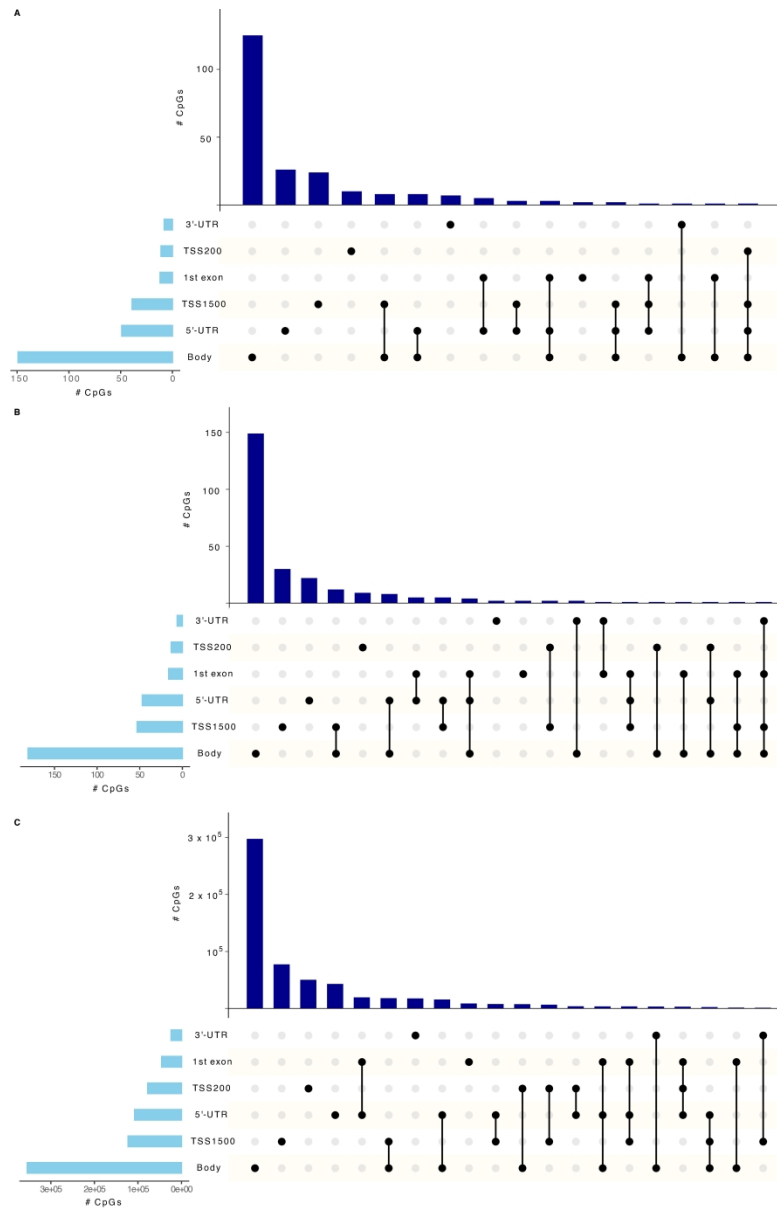 A
# CpGs
100
50
3'-UTR
TSS200
1st exon
TSS1500
5'-UTR
Body
150 100 50 0
# CpGs
B
# CpGs
150
100
50
3'-UTR
TSS200
1st exon
5'-UTR
TSS1500
Body
150 100 50 0
# CpGs
C
# CpGs
3 x 10⁵
2 x 10⁵
10⁵
3'-UTR
1st exon
TSS200
5'-UTR
TSS1500
Body
3e+05 2e+05 1e+05 0e+00
# CpGs